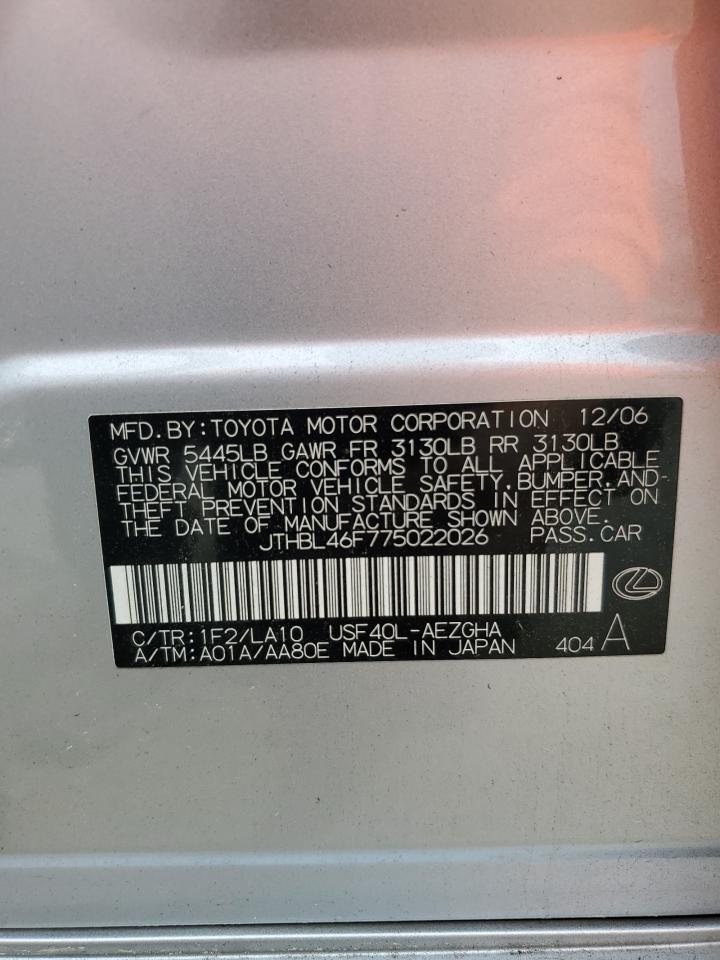 MFD.BY:TOYOTA MOTOR CORPORATION 12/06
GVWR 5445LB GAWR FR 3130LB RR 3130LB
THIS VEHICLE CONFORMS TO ALL APPLICABLE
FEDERAL MOTOR VEHICLE SAFETY,BUMPER,AND
THEFT PREVENTION STANDARDS IN EFFECT ON
THE DATE OF MANUFACTURE SHOWN ABOVE.
JTHBL46F775022026 PASS.CAR
C/TR:1F2/LA10 USF40L-AEZGHA
A/TM:A01A/AA80E MADE IN JAPAN 404 A